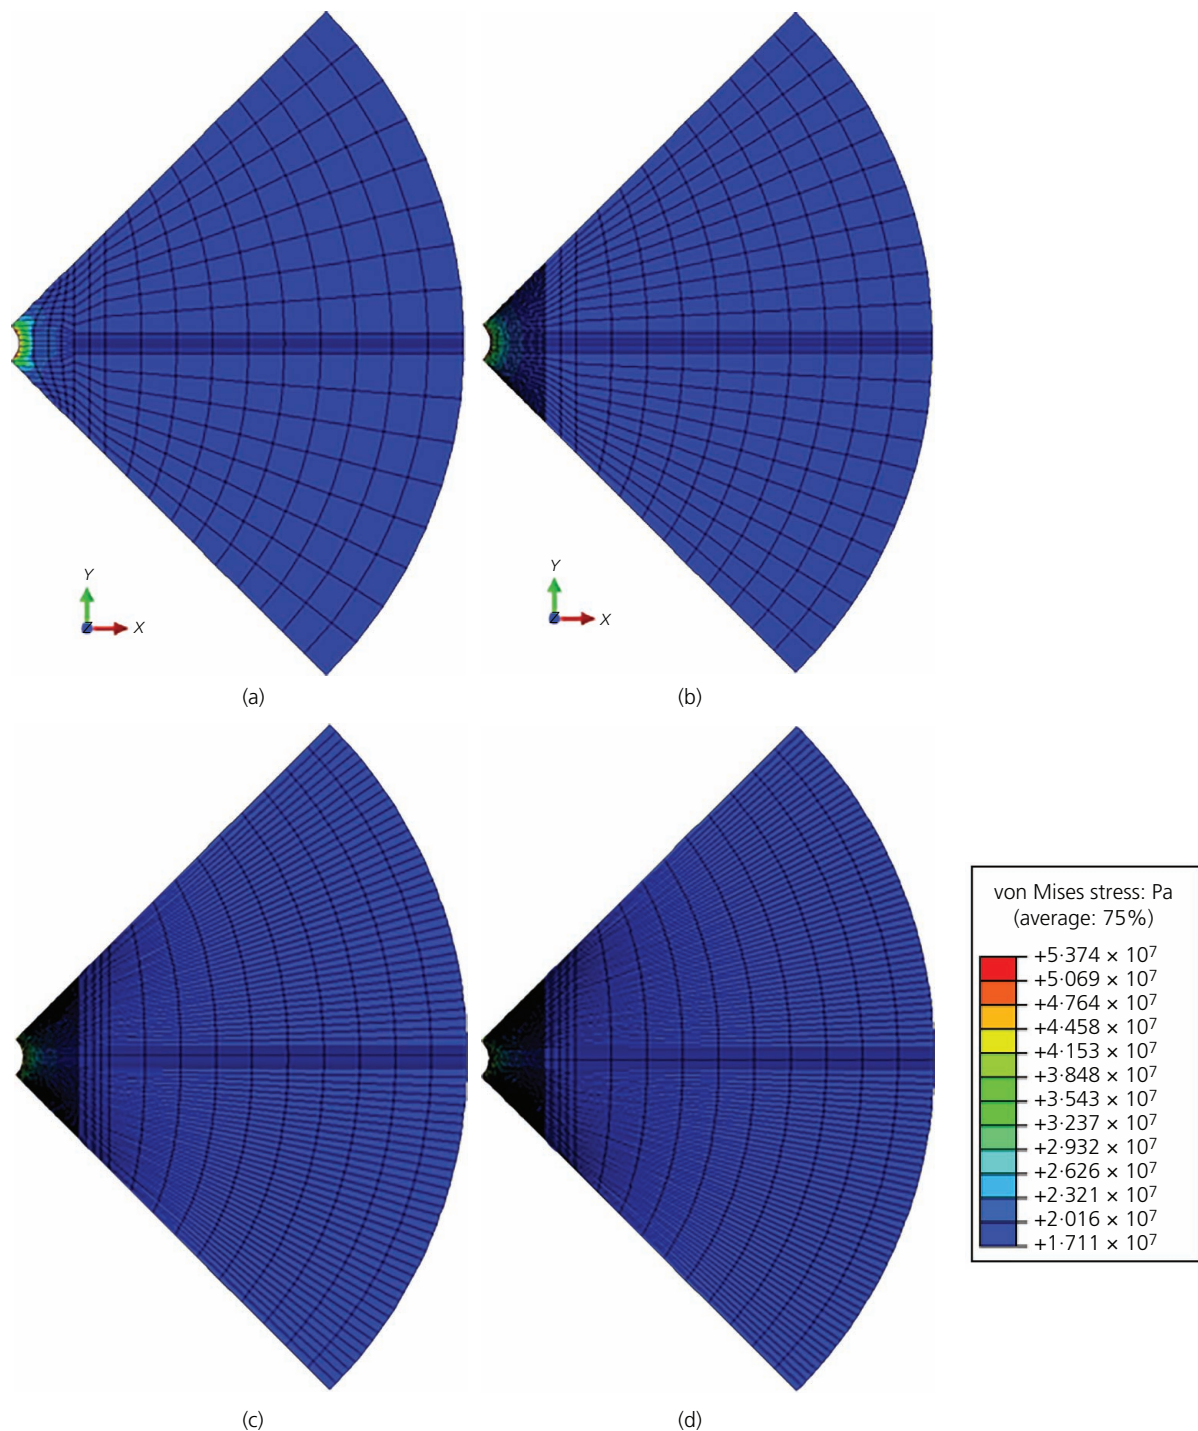 Y
Z
X
Y
Z
X
(a)
(b)
(c)
(d)
von Mises stress: Pa
(average: 75%)
+5·374 × 10⁷
+5·069 × 10⁷
+4·764 × 10⁷
+4·458 × 10⁷
+4·153 × 10⁷
+3·848 × 10⁷
+3·543 × 10⁷
+3·237 × 10⁷
+2·932 × 10⁷
+2·626 × 10⁷
+2·321 × 10⁷
+2·016 × 10⁷
+1·711 × 10⁷